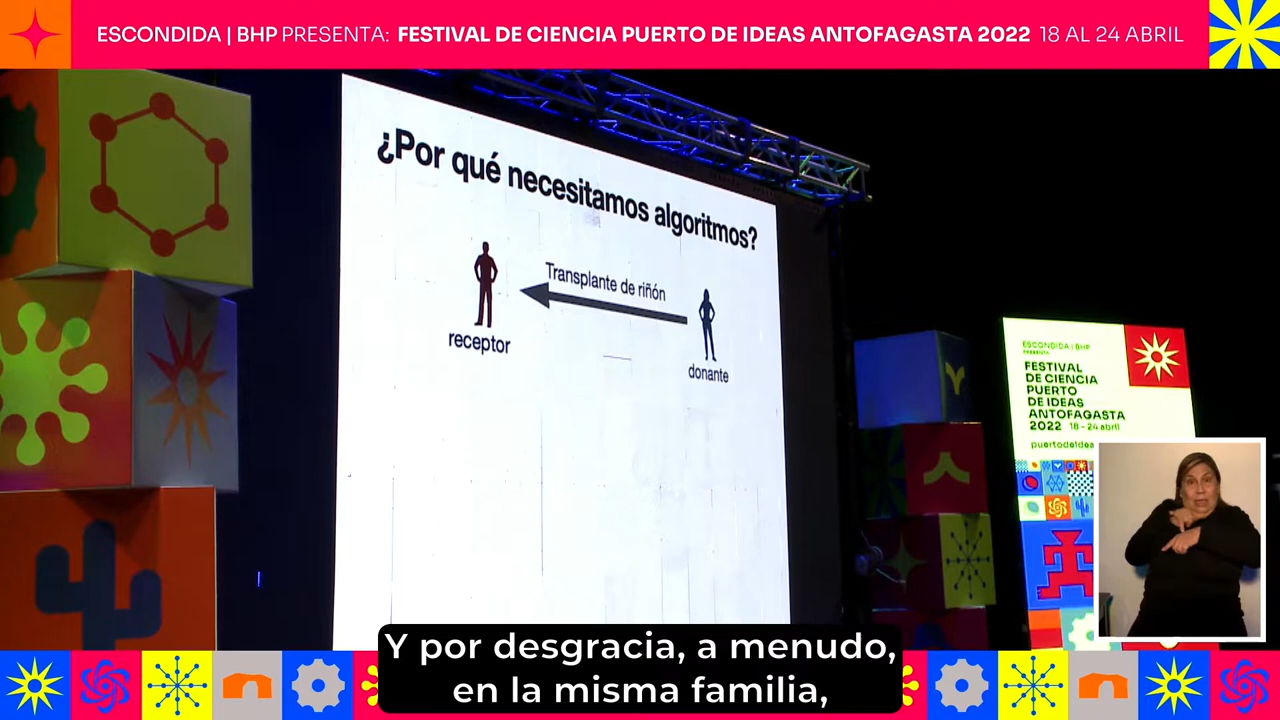 ESCONDIDA | BHP PRESENTA: FESTIVAL DE CIENCIA PUERTO DE IDEAS ANTOFAGASTA 2022 18 AL 24 ABRIL
¿Por qué necesitamos algoritmos?
Transplante de riñón
receptor
donante
ESCONDIDA | BHP
PRESENTA:
FESTIVAL
DE CIENCIA
PUERTO
DE IDEAS
ANTOFAGASTA
2022 18 - 24 abril
Y por desgracia, a menudo,
en la misma familia,